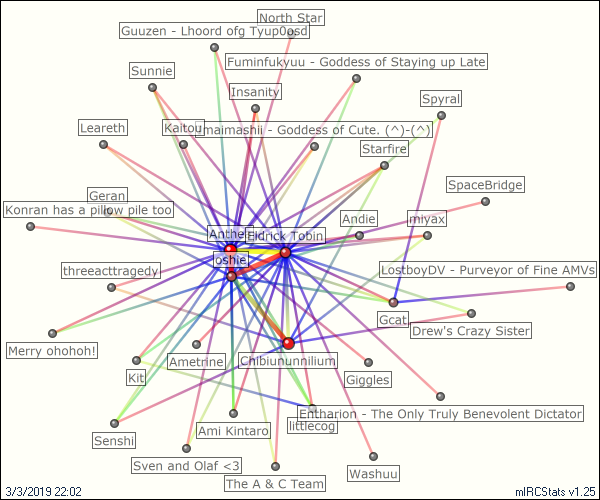 North Star
Guuzen - Lhoord ofg Tyup0osd
Fuminfukyuu - Goddess of Staying up Late
Sunnie
Insanity
Spyral
Leareth
Kaitou
maimashii - Goddess of Cute. (^)-(^)
Starfire
SpaceBridge
Geran
Konran has a pillow pile too
Andie
miyax
Anthe
Eldrick Tobin
oshie
threeacttragedy
LostboyDV - Purveyor of Fine AMVs
Gcat
Drew's Crazy Sister
Merry ohohoh!
Ametrine
Chibiununnilium
Kit
Giggles
Entharion - The Only Truly Benevolent Dictator
littlecog
Senshi
Ami Kintaro
Sven and Olaf <3
Washuu
The A & C Team
3/3/2019 22:02
mIRCStats v1.25